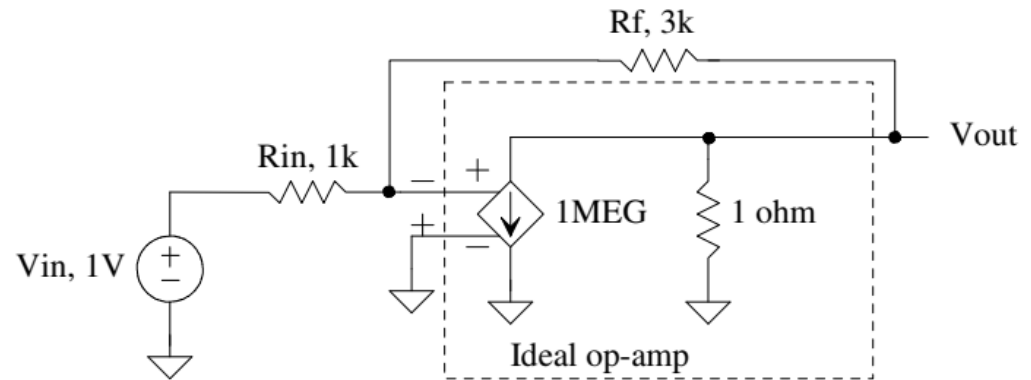 Rf, 3k
Vout
Rin, 1k
− +
1MEG
1 ohm
+ −
Vin, 1V
+
−
Ideal op-amp